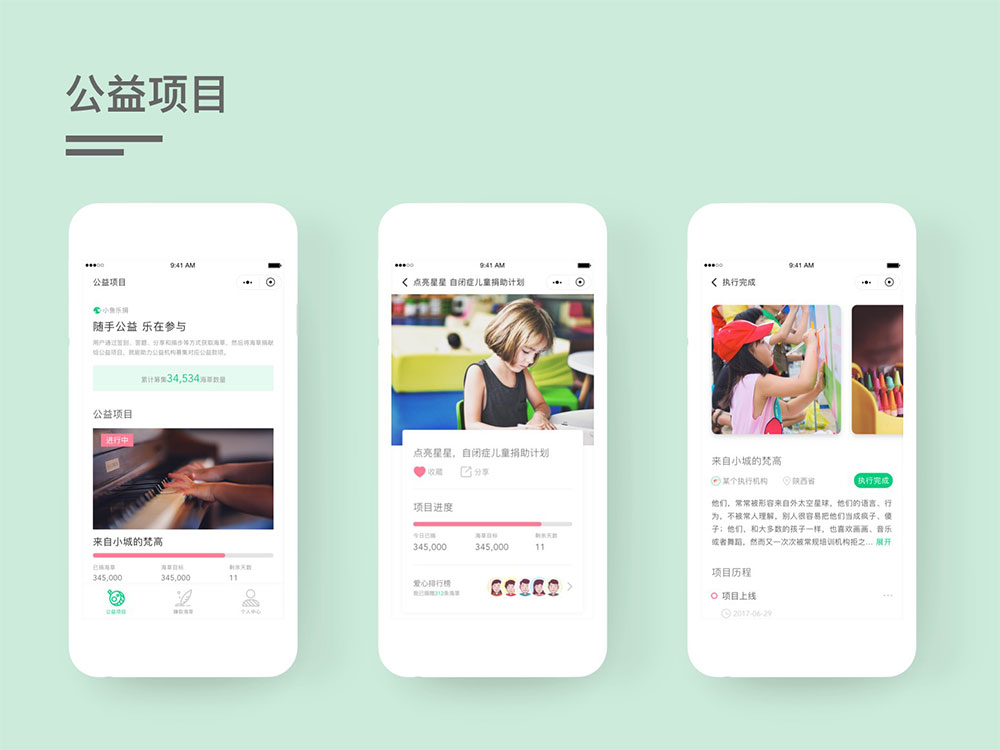 公益项目
9:41 AM
公益项目
小鱼乐捐
随手公益 乐在参与
用户通过签到、答题、分享和踏步等方式获取海草，然后将海草捐献
给公益项目，就能助力公益机构募集对应公益款项。
累计募集34,534海草数量
公益项目
进行中
来自小城的梵高
已捐海草 海草目标 剩余天数
345,000 345,000 11
公益项目 赚取海草 个人中心
9:41 AM
点亮星星 自闭症儿童捐助计划
点亮星星，自闭症儿童捐助计划
收藏 分享
项目进度
今日已捐 海草目标 剩余天数
345,000 345,000 11
爱心排行榜
我已捐赠312条海草
9:41 AM
执行完成
来自小城的梵高
某个执行机构 陕西省 执行完成
他们，常常被形容来自外太空星球，他们的语言、行
为，不被常人理解，别人很容易把他们当成疯子、傻
子；他们，和大多数的孩子一样，也喜欢画画、音乐
或者舞蹈，然而又一次次被常规培训机构拒之... 展开
项目历程
项目上线
2017-06-29